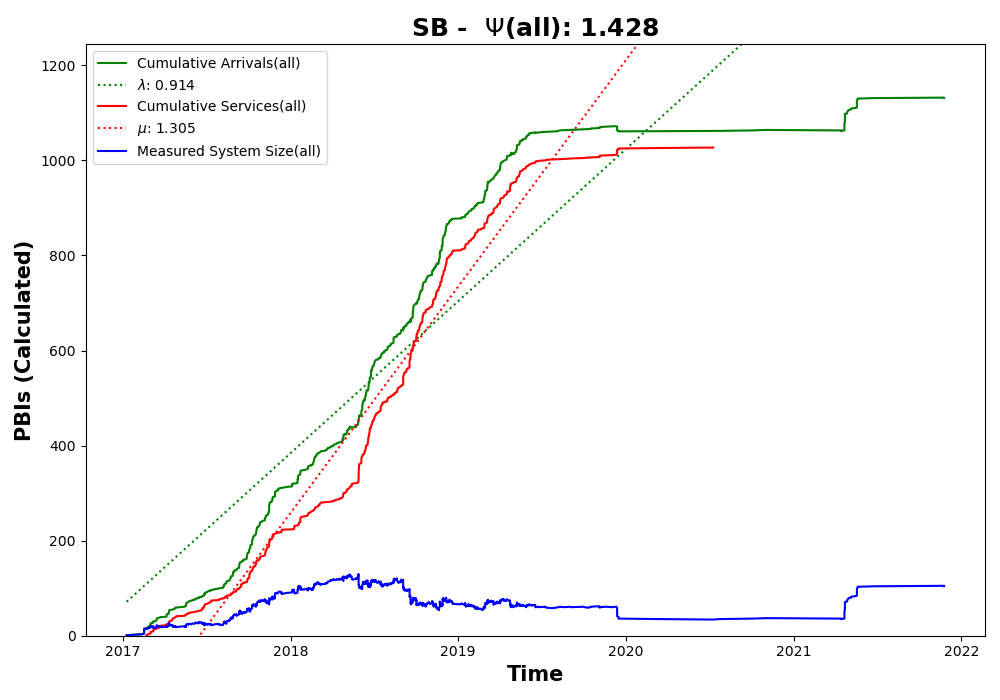 SB -  Ψ(all): 1.428
Cumulative Arrivals(all)
λ: 0.914
Cumulative Services(all)
μ: 1.305
Measured System Size(all)
PBIs (Calculated)
1200
1000
800
600
400
200
0
2017 2018 2019 2020 2021 2022
Time